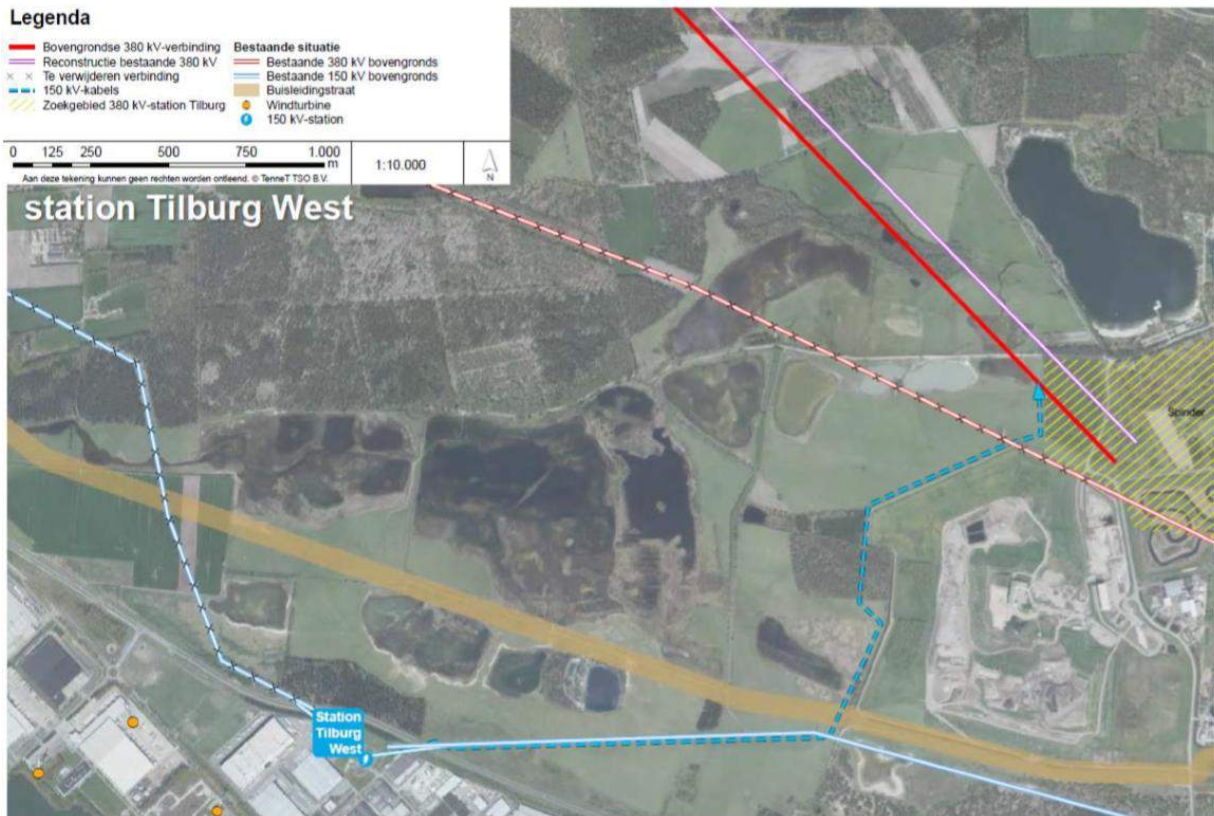 Legenda
Bovengrondse 380 kV-verbinding
Reconstructie bestaande 380 kV
Te verwijderen verbinding
150 kV-kabels
Zoekgebied 380 kV-station Tilburg
Bestaande situatie
Bestaande 380 kV bovengronds
Bestaande 150 kV bovengronds
Buisleidingstraat
Windturbine
150 kV-station
0 125 250 500 750 1.000
m
1:10.000
N
Aan deze tekening kunnen geen rechten worden ontleend. © TenneT TSO B.V.
station Tilburg West
Spinder
Station
Tilburg
West